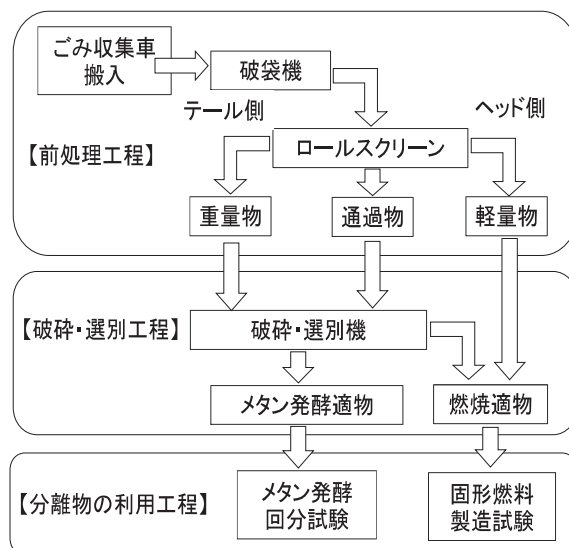 ごみ収集車
搬入
破袋機
テール側
ヘッド側
【前処理工程】
ロールスクリーン
重量物
通過物
軽量物
【破砕・選別工程】
破砕・選別機
メタン発酵適物
燃焼適物
【分離物の利用工程】
メタン発酵
回分試験
固形燃料
製造試験